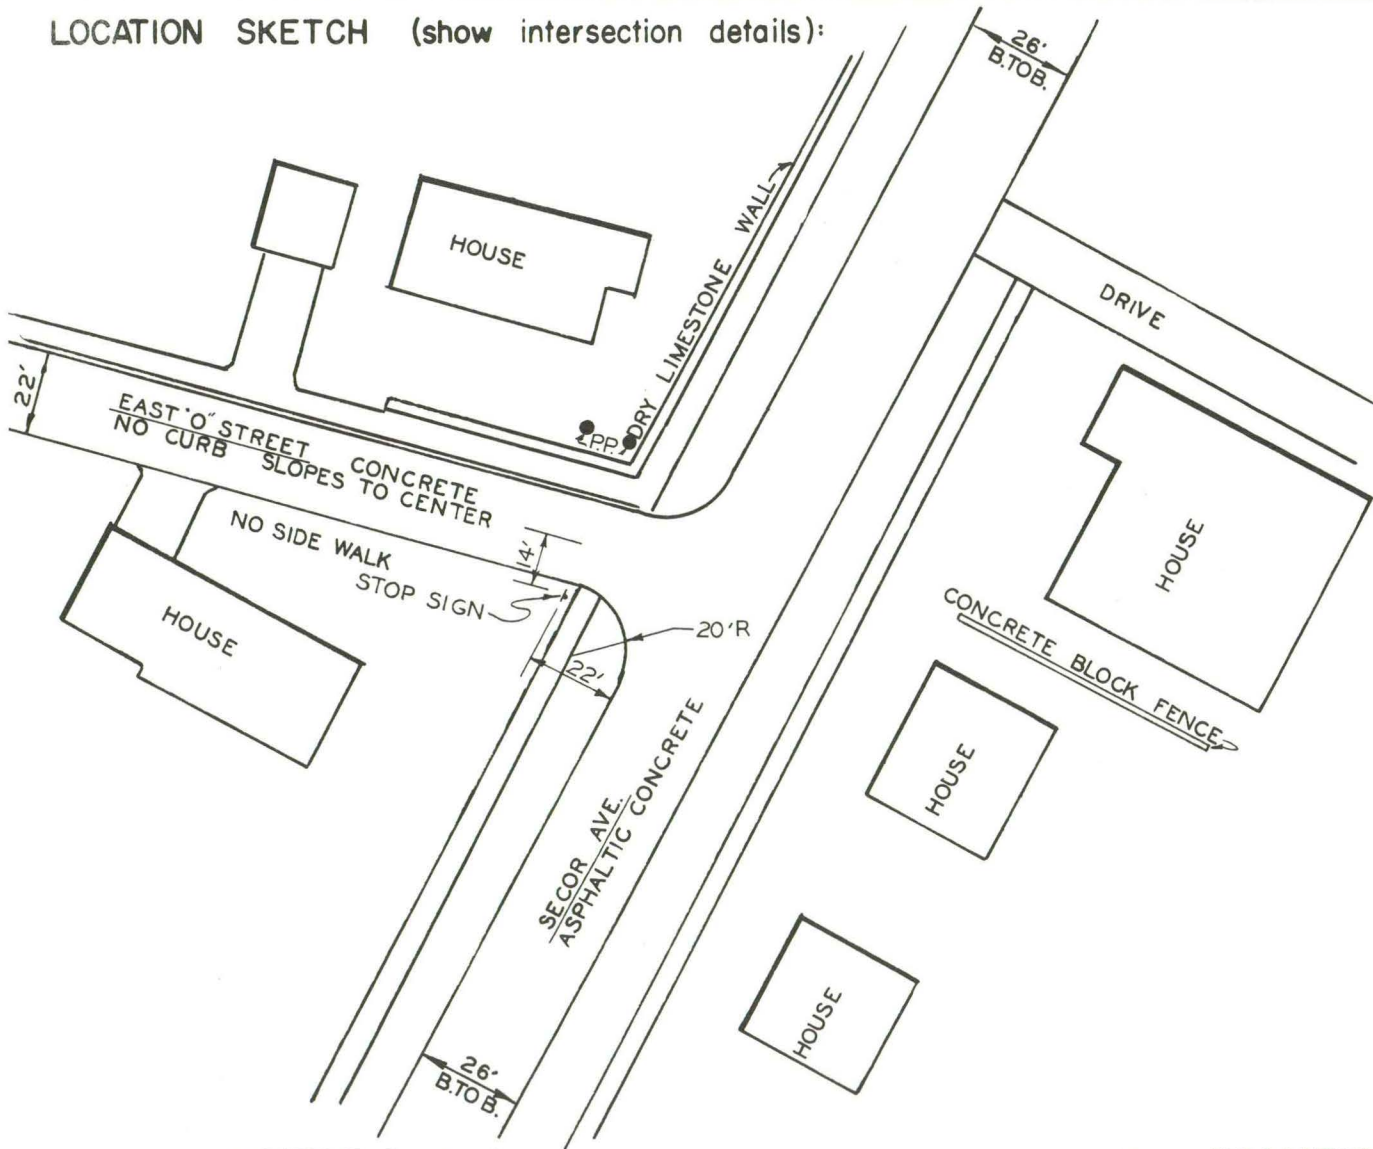 LOCATION SKETCH (show intersection details):
26'
B.TO B.
HOUSE
DRY LIMESTONE WALL
DRIVE
22'
EAST "O" STREET
NO CURB
CONCRETE
SLOPES TO CENTER
P.P.
NO SIDE WALK
14'
STOP SIGN
HOUSE
HOUSE
20'R
22'
CONCRETE BLOCK FENCE
SECOR AVE.
ASPHALTIC CONCRETE
HOUSE
HOUSE
26'
B.TO B.